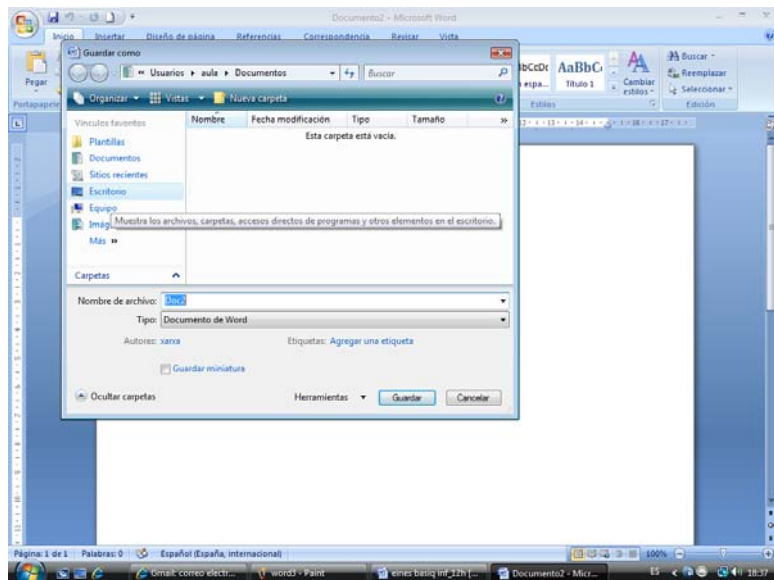 Documento2 - Microsoft Word
Inicio Insertar Diseño de página Referencias Correspondencia Revisar Vista
Pegar
Portapapeles
Guardar como
Usuarios ▸ aula ▸ Documentos
Buscar
Organizar Vistas Nueva carpeta
Vínculos favoritos
Plantillas
Documentos
Sitios recientes
Escritorio
Equipo
Más »
Carpetas
Nombre Fecha modificación Tipo Tamaño »
Esta carpeta está vacía.
Muestra los archivos, carpetas, accesos directos de programas y otros elementos en el escritorio.
Nombre de archivo: Doc2
Tipo: Documento de Word
Autores: xarxa
Etiquetas: Agregar una etiqueta
Guardar miniatura
Ocultar carpetas
Herramientas Guardar Cancelar
AaBbC
Título 1
Cambiar estilos
Estilos
Buscar
Reemplazar
Seleccionar
Edición
Página: 1 de 1 Palabras: 0 Español (España, internacional)
100%
Gmail: correo electr... word3 - Paint eines basiq inf_12h [... Documento2 - Micr... ES 18:37